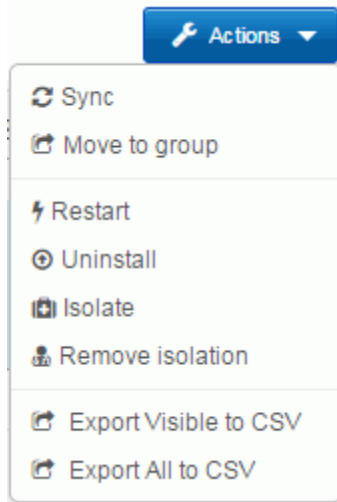 Actions
Sync
Move to group
Restart
Uninstall
Isolate
Remove isolation
Export Visible to CSV
Export All to CSV